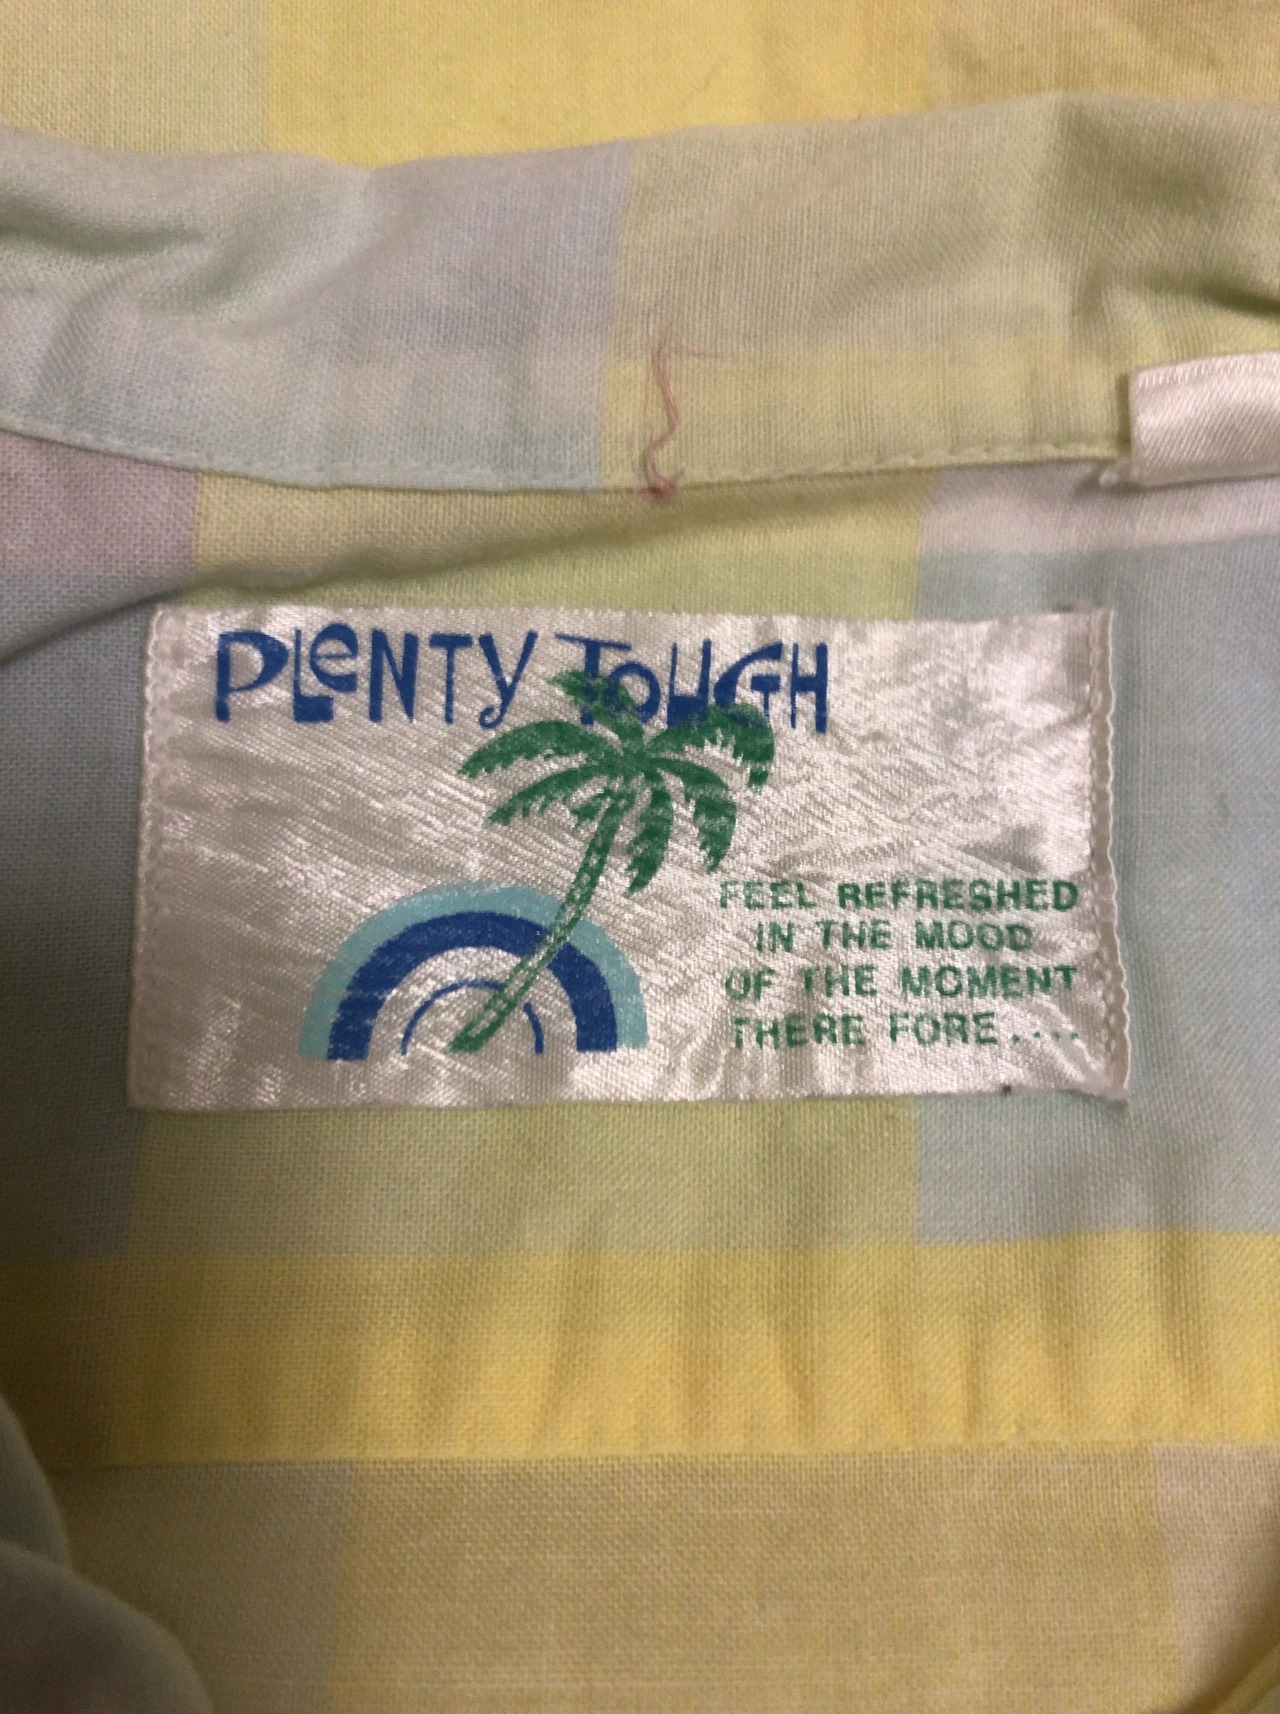 PLENTY TOUGH
FEEL REFRESHED
IN THE MOOD
OF THE MOMENT
THERE FORE....